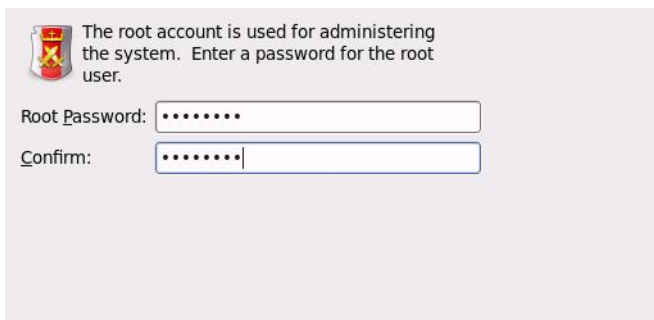 The root account is used for administering
the system.  Enter a password for the root
user.
Root Password: ••••••••
Confirm: ••••••••